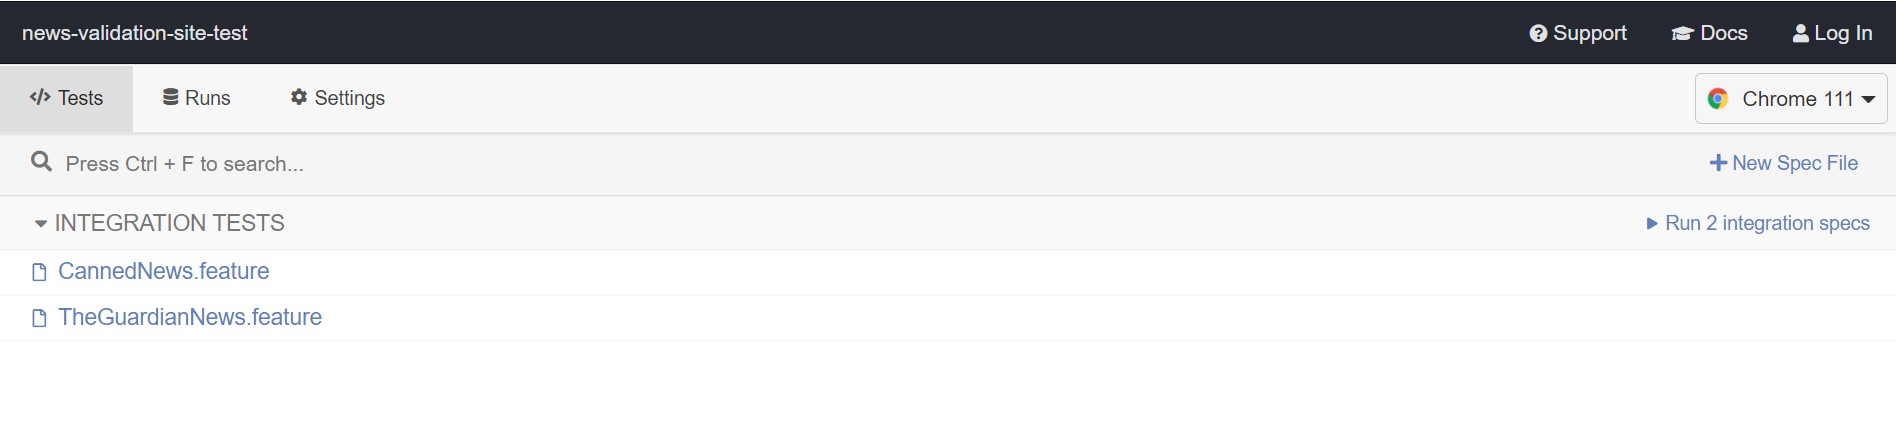 news-validation-site-test Support Docs Log In
Tests Runs Settings Chrome 111
Press Ctrl + F to search... New Spec File
INTEGRATION TESTS Run 2 integration specs
CannedNews.feature
TheGuardianNews.feature